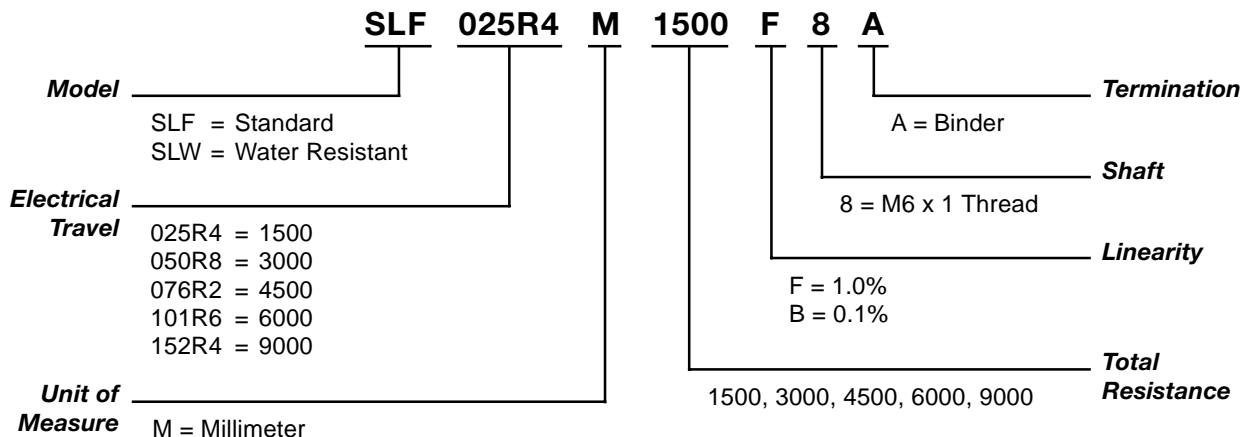 SLF 025R4 M 1500 F 8 A
Model
SLF = Standard
SLW = Water Resistant
Electrical
Travel
025R4 = 1500
050R8 = 3000
076R2 = 4500
101R6 = 6000
152R4 = 9000
Unit of
Measure
M = Millimeter
Termination
A = Binder
Shaft
8 = M6 x 1 Thread
Linearity
F = 1.0%
B = 0.1%
Total
Resistance
1500, 3000, 4500, 6000, 9000